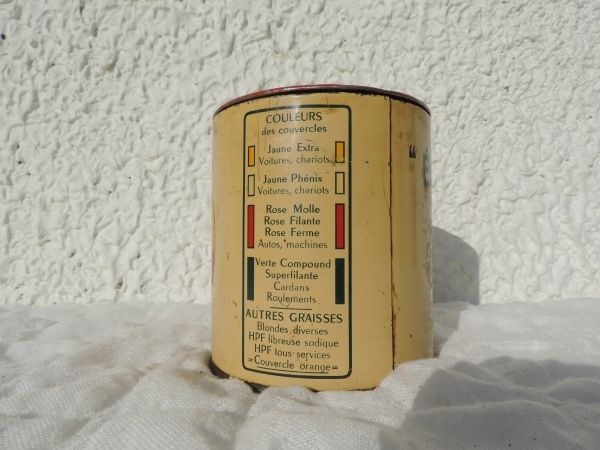 COULEURS
des couvercles
Jaune Extra
Voitures, chariots
Jaune Phénix
Voitures, chariots
Rose Molle
Rose Filante
Rose Ferme
Autos, machines
Verte Compound
Superfilante
Cardans
Roulements
AUTRES GRAISSES
Blondes diverses
HPF fibreuse sodique
HPF tous services
=Couvercle orange=